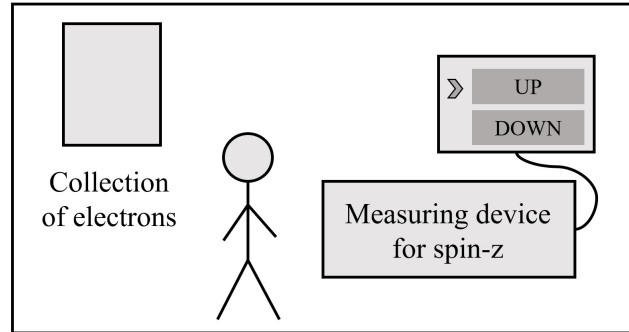 Collection
of electrons
UP
DOWN
Measuring device
for spin-z